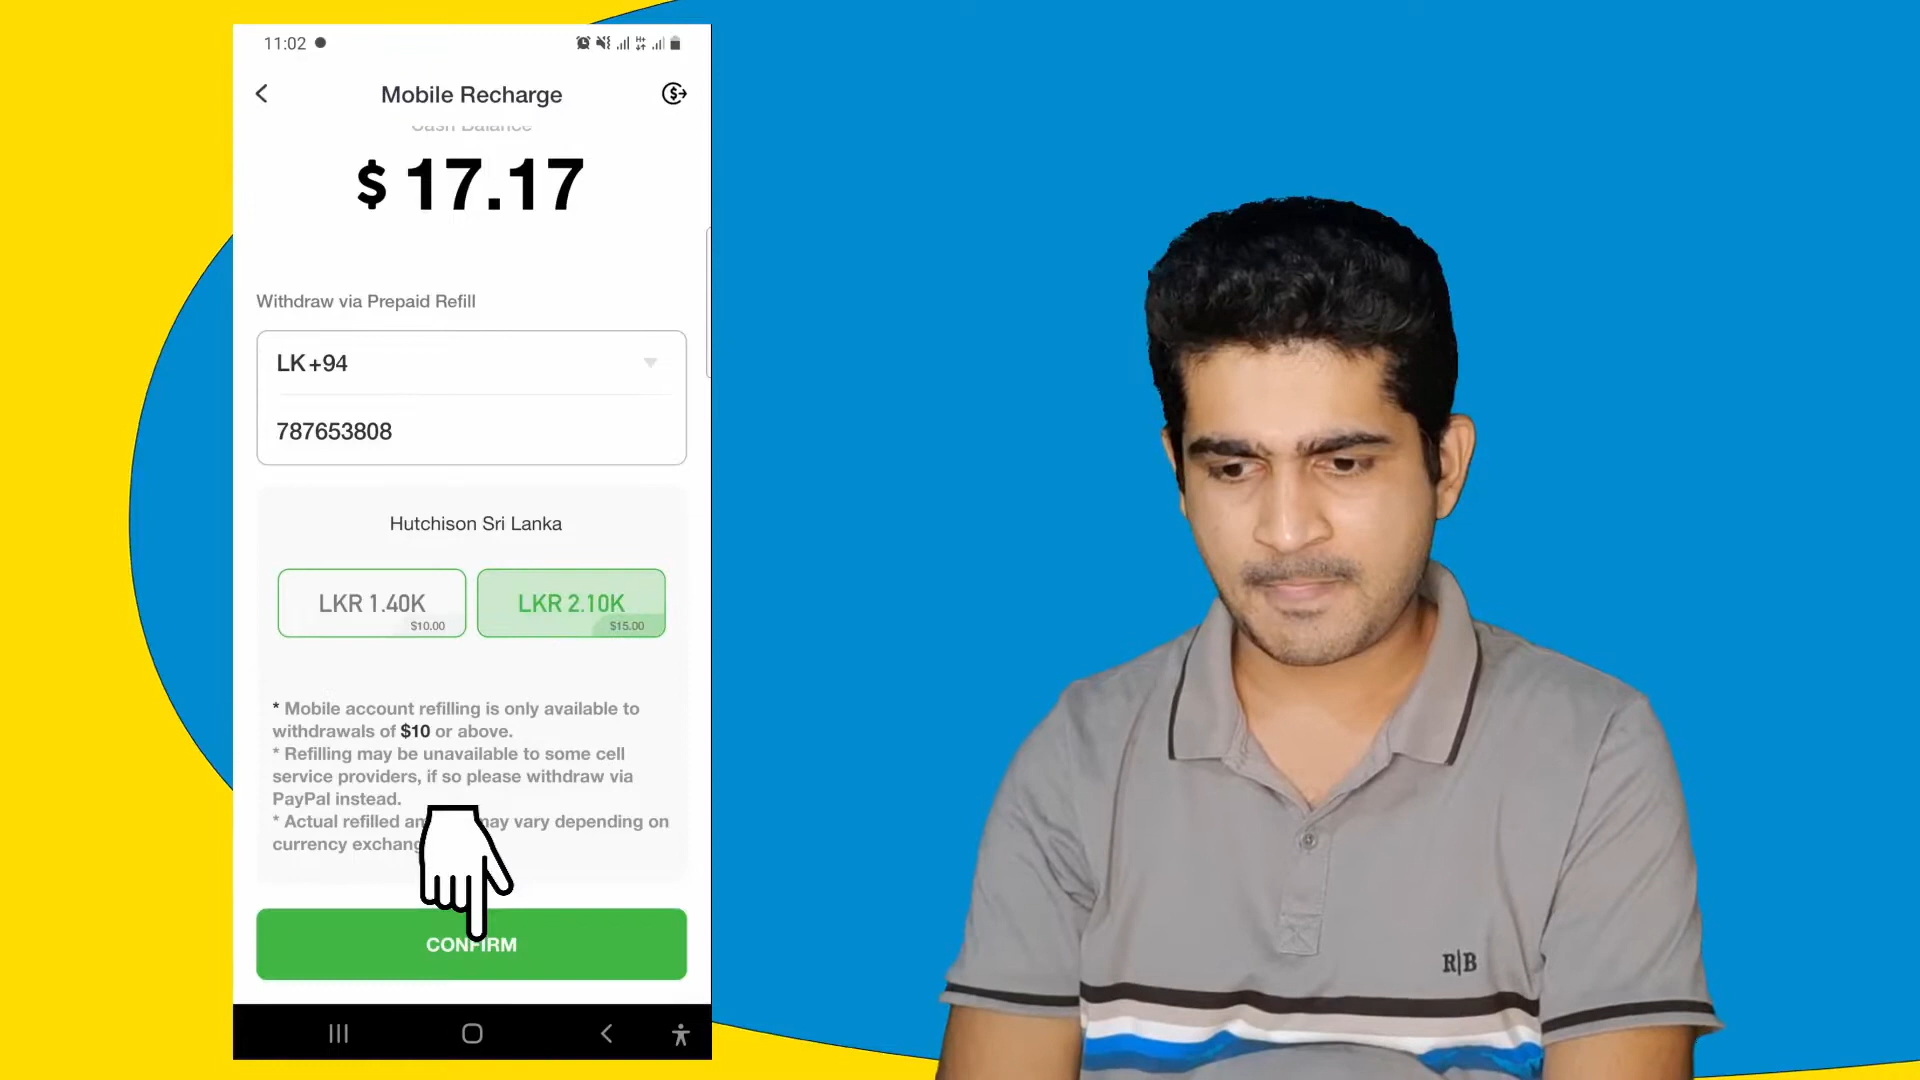 11:02
Mobile Recharge
Cash Balance
$ 17.17
Withdraw via Prepaid Refill
LK +94
787653808
Hutchison Sri Lanka
LKR 1.40K
$10.00
LKR 2.10K
$15.00
* Mobile account refilling is only available to
withdrawals of $10 or above.
* Refilling may be unavailable to some cell
service providers, if so please withdraw via
PayPal instead.
* Actual refilled may vary depending on
currency
CONFIRM
R|B